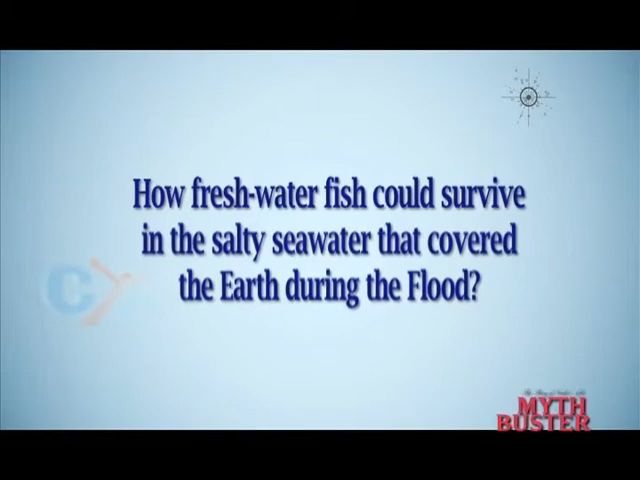 How fresh-water fish could survive
in the salty seawater that covered
the Earth during the Flood?
MYTH
BUSTER